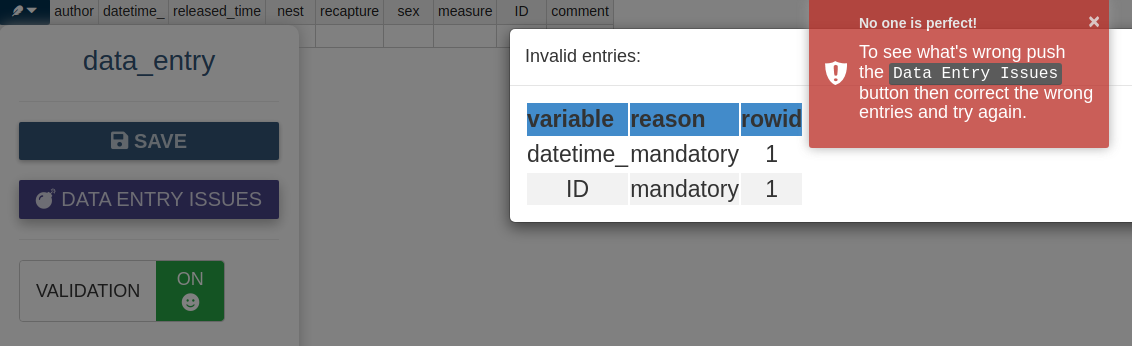 author datetime_ released_time nest recapture sex measure ID comment
data_entry
SAVE
DATA ENTRY ISSUES
VALIDATION
ON
Invalid entries:
variable reason rowid
datetime_ mandatory 1
ID mandatory 1
No one is perfect!
×
To see what's wrong push
the Data Entry Issues
button then correct the wrong
entries and try again.